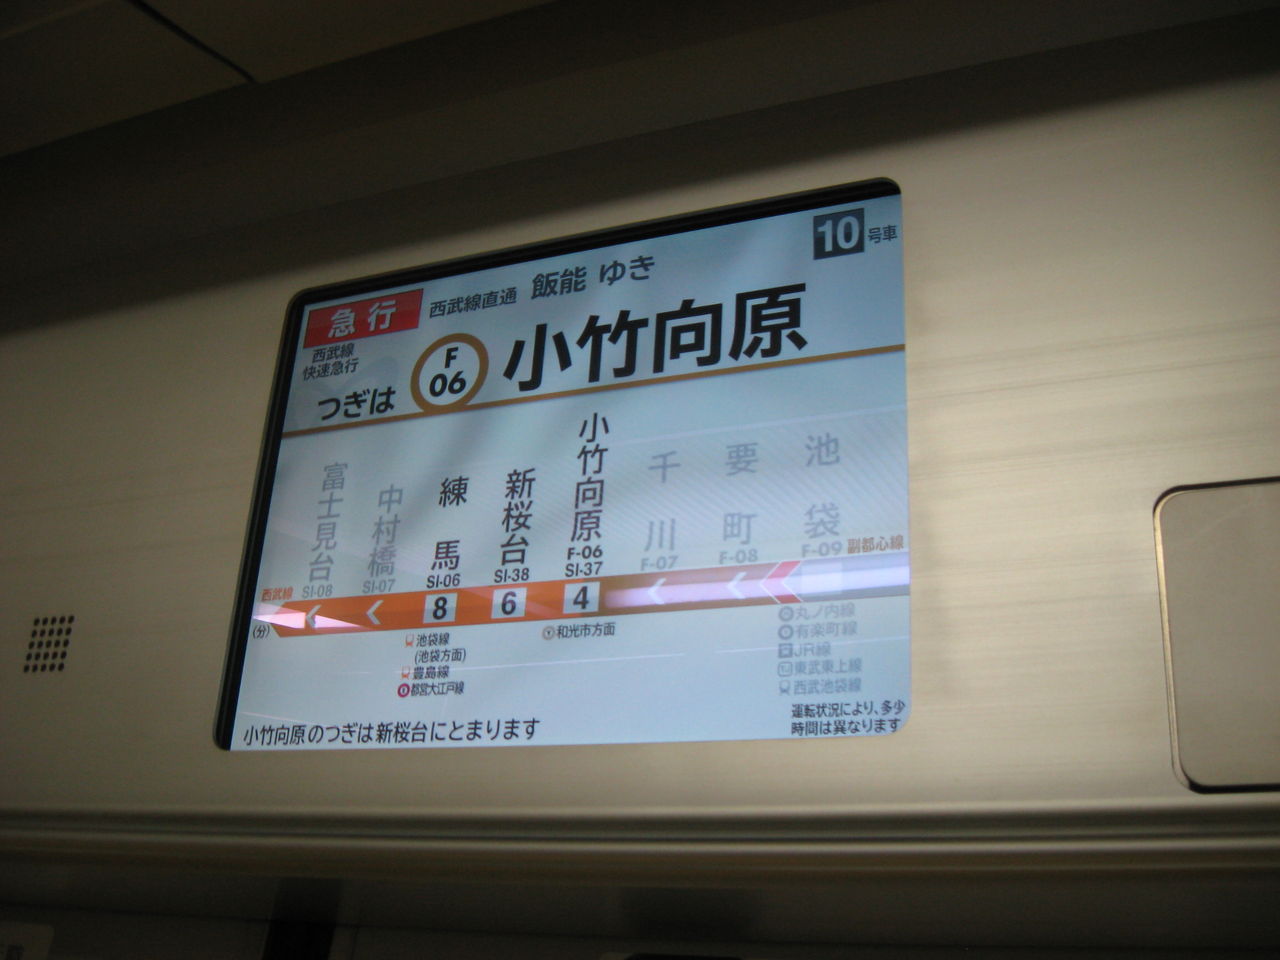 10号車
急行 西武線直通 飯能 ゆき
西武線
快速急行
つぎは F 06 小竹向原
富士見台 SI-08
中村橋 SI-07
練馬 SI-06
新桜台 SI-38
小竹向原 F-06 SI-37
千川 F-07
要町 F-08
池袋 F-09
西武線 副都心線
(分) 8 6 4
池袋線
(池袋方面)
豊島線
都営大江戸線
Y 和光市方面
丸ノ内線
有楽町線
JR線
東武東上線
西武池袋線
小竹向原のつぎは新桜台にとまります
運転状況により、多少
時間は異なります